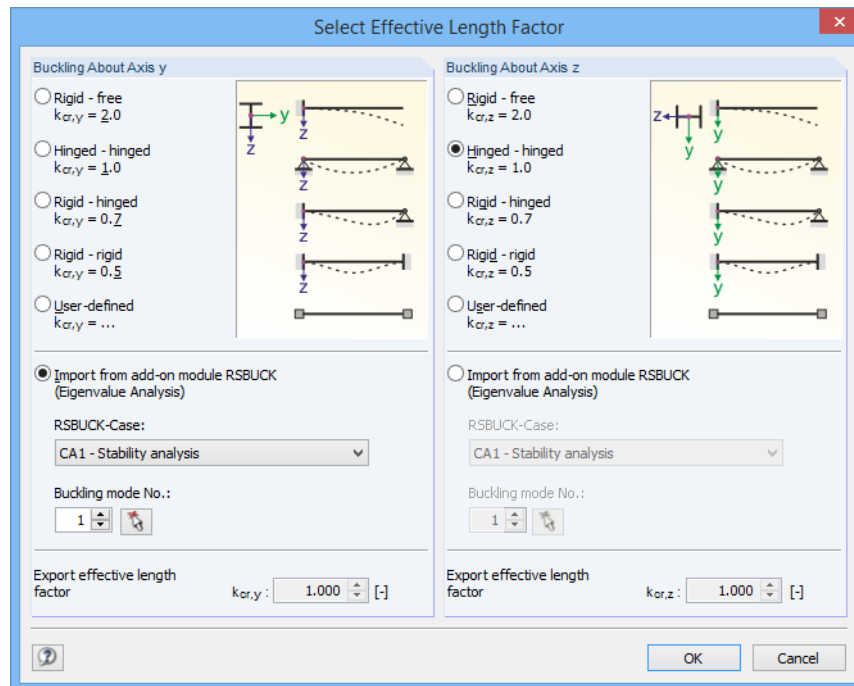 Select Effective Length Factor
Buckling About Axis y
Rigid - free
kcr,y = 2.0
Hinged - hinged
kcr,y = 1.0
Rigid - hinged
kcr,y = 0.7
Rigid - rigid
kcr,y = 0.5
User-defined
kcr,y = ...
y
z
z
z
z
z
Import from add-on module RSBUCK
(Eigenvalue Analysis)
RSBUCK-Case:
CA1 - Stability analysis
Buckling mode No.:
1
Export effective length
factor
kcr,y : 1.000 [-]
Buckling About Axis z
Rigid - free
kcr,z = 2.0
Hinged - hinged
kcr,z = 1.0
Rigid - hinged
kcr,z = 0.7
Rigid - rigid
kcr,z = 0.5
User-defined
kcr,z = ...
z
y
y
y
y
y
Import from add-on module RSBUCK
(Eigenvalue Analysis)
RSBUCK-Case:
CA1 - Stability analysis
Buckling mode No.:
1
Export effective length
factor
kcr,z : 1.000 [-]
OK
Cancel